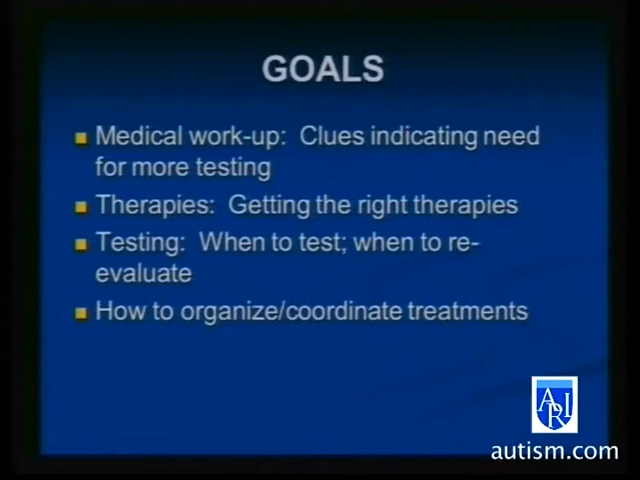 GOALS
Medical work-up: Clues indicating need
for more testing
Therapies: Getting the right therapies
Testing: When to test; when to re-
evaluate
How to organize/coordinate treatments
ARI
autism.com